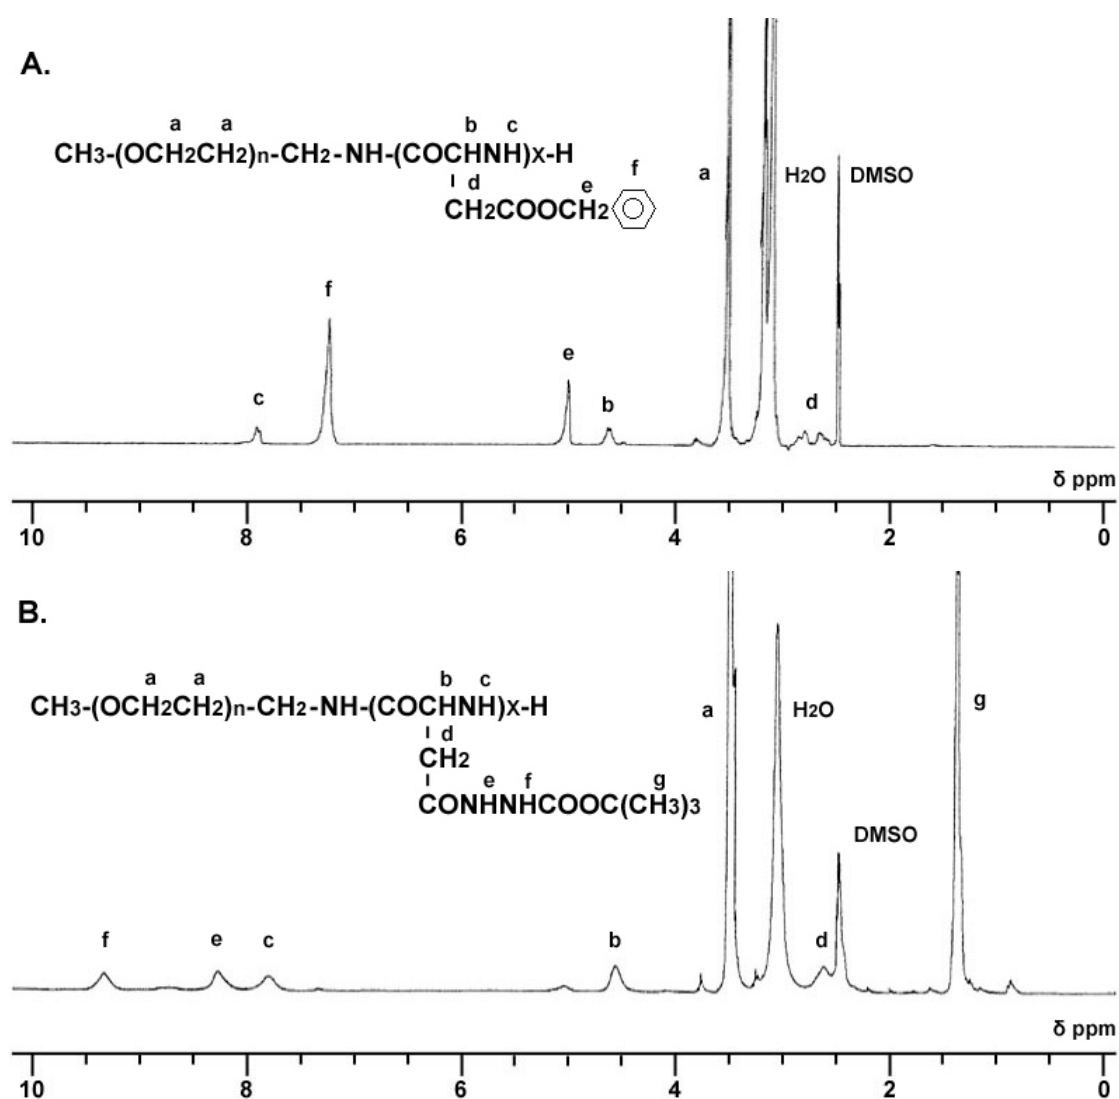 A.
a a b c
CH3-(OCH2CH2)n-CH2-NH-(COCHNH)x-H
d e f
CH2COOCH2
a H2O DMSO
f
e
c b d
δ ppm
10 8 6 4 2 0
B.
a a b c
CH3-(OCH2CH2)n-CH2-NH-(COCHNH)x-H
d
CH2
e f g
CONHNHCOOC(CH3)3
a H2O g
DMSO
f e c b d
δ ppm
10 8 6 4 2 0